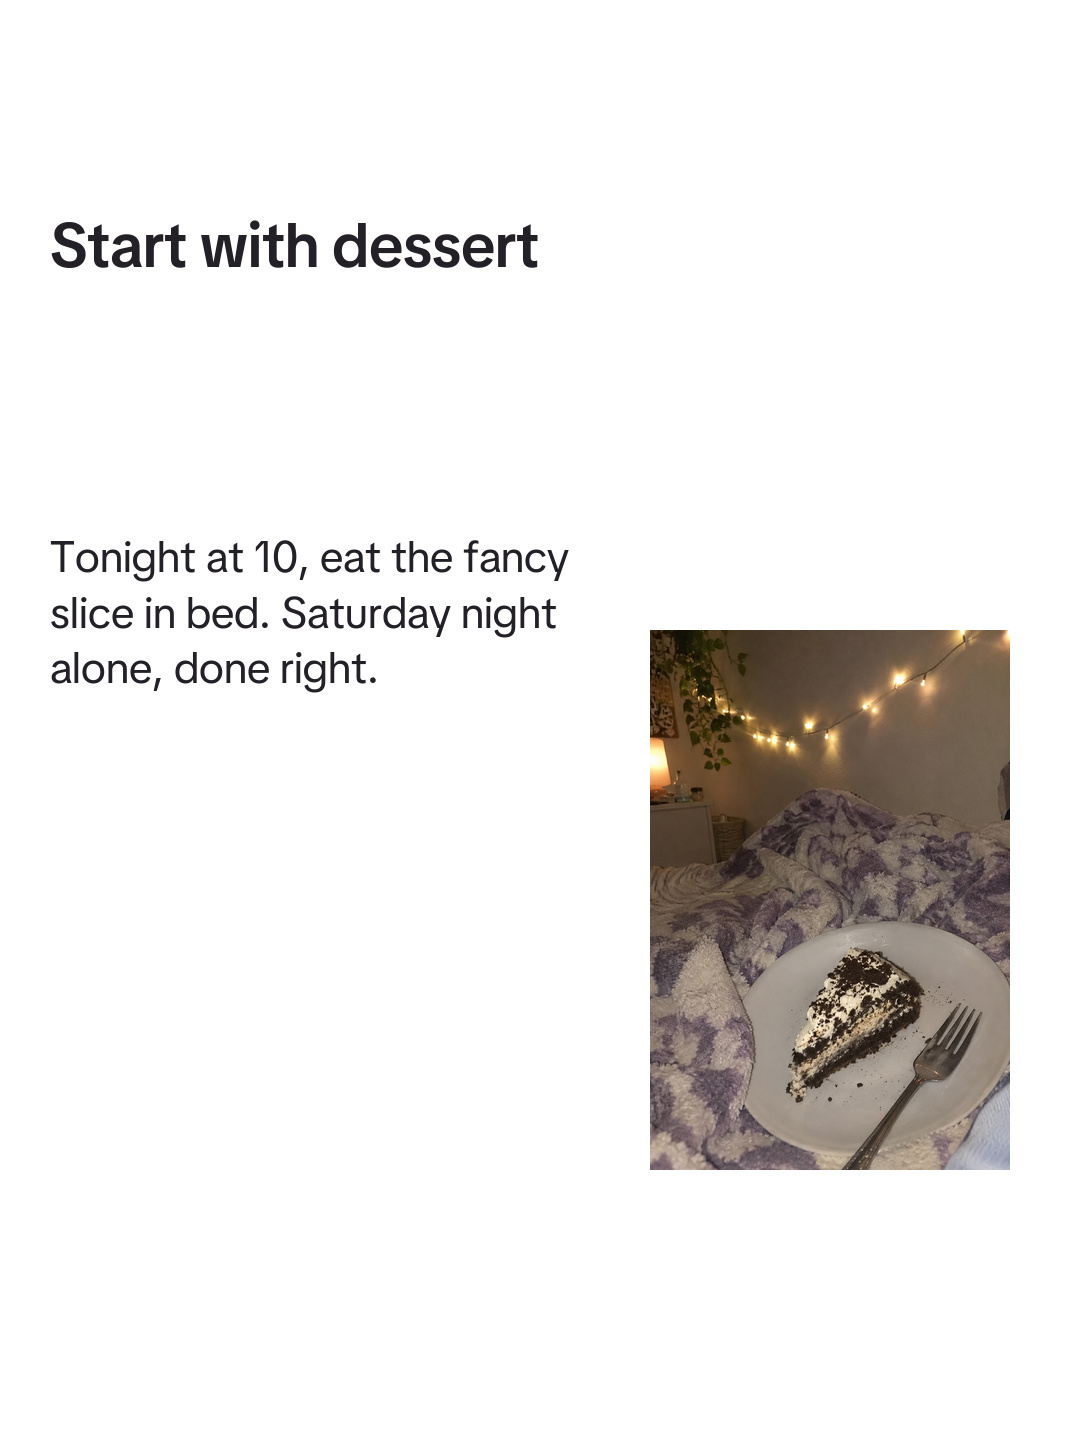 Start with dessert
Tonight at 10, eat the fancy
slice in bed. Saturday night
alone, done right.